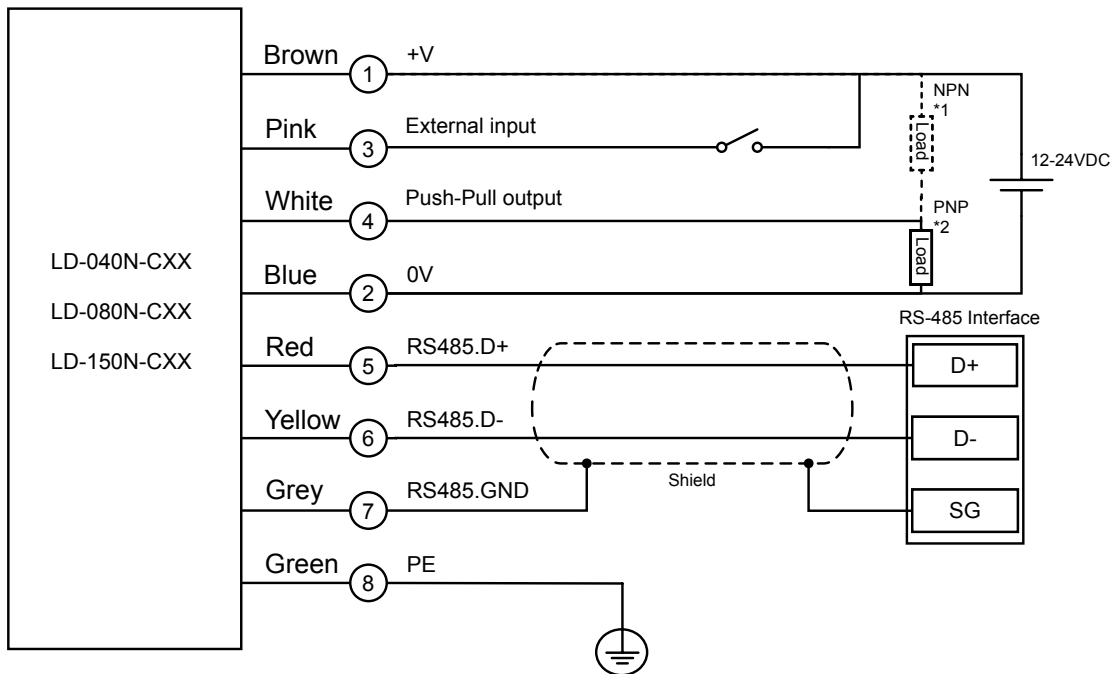 Brown 1 +V
NPN
*1
Load
Pink 3 External input
12-24VDC
White 4 Push-Pull output
PNP
*2
Load
LD-040N-CXX
LD-080N-CXX
LD-150N-CXX
Blue 2 0V
RS-485 Interface
Red 5 RS485.D+
D+
Yellow 6 RS485.D-
D-
Shield
Grey 7 RS485.GND
SG
Green 8 PE